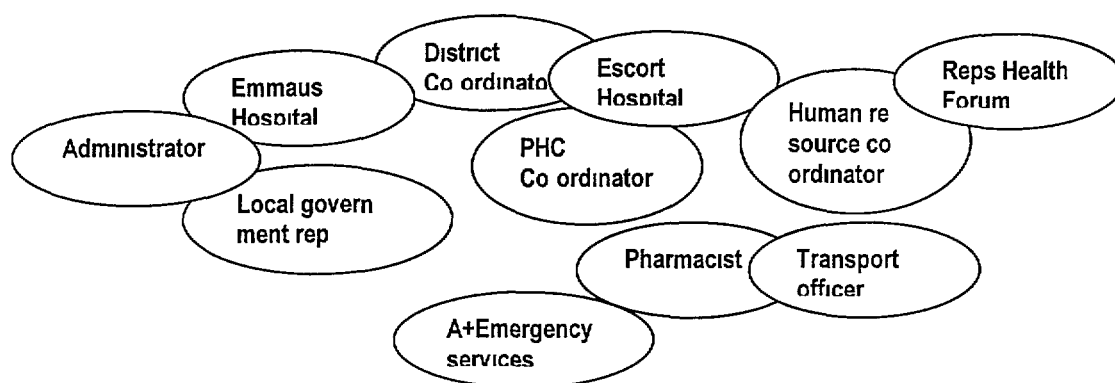 District
Co ordinator
Escort
Hospital
Reps Health
Forum
Emmaus
Hospital
Human re
source co
ordinator
Administrator
PHC
Co ordinator
Local govern
ment rep
Pharmacist
Transport
officer
A+Emergency
services